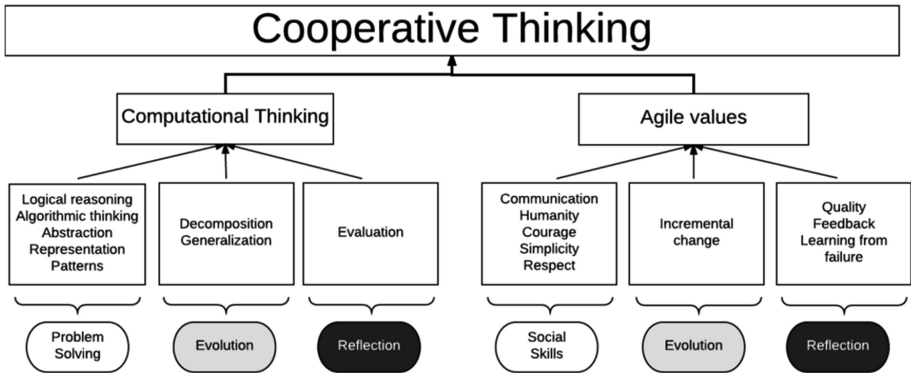 Cooperative Thinking
Computational Thinking
Agile values
Logical reasoning
Algorithmic thinking
Abstraction
Representation
Patterns
Decomposition
Generalization
Evaluation
Communication
Humanity
Courage
Simplicity
Respect
Incremental
change
Quality
Feedback
Learning from
failure
Problem
Solving
Evolution
Reflection
Social
Skills
Evolution
Reflection